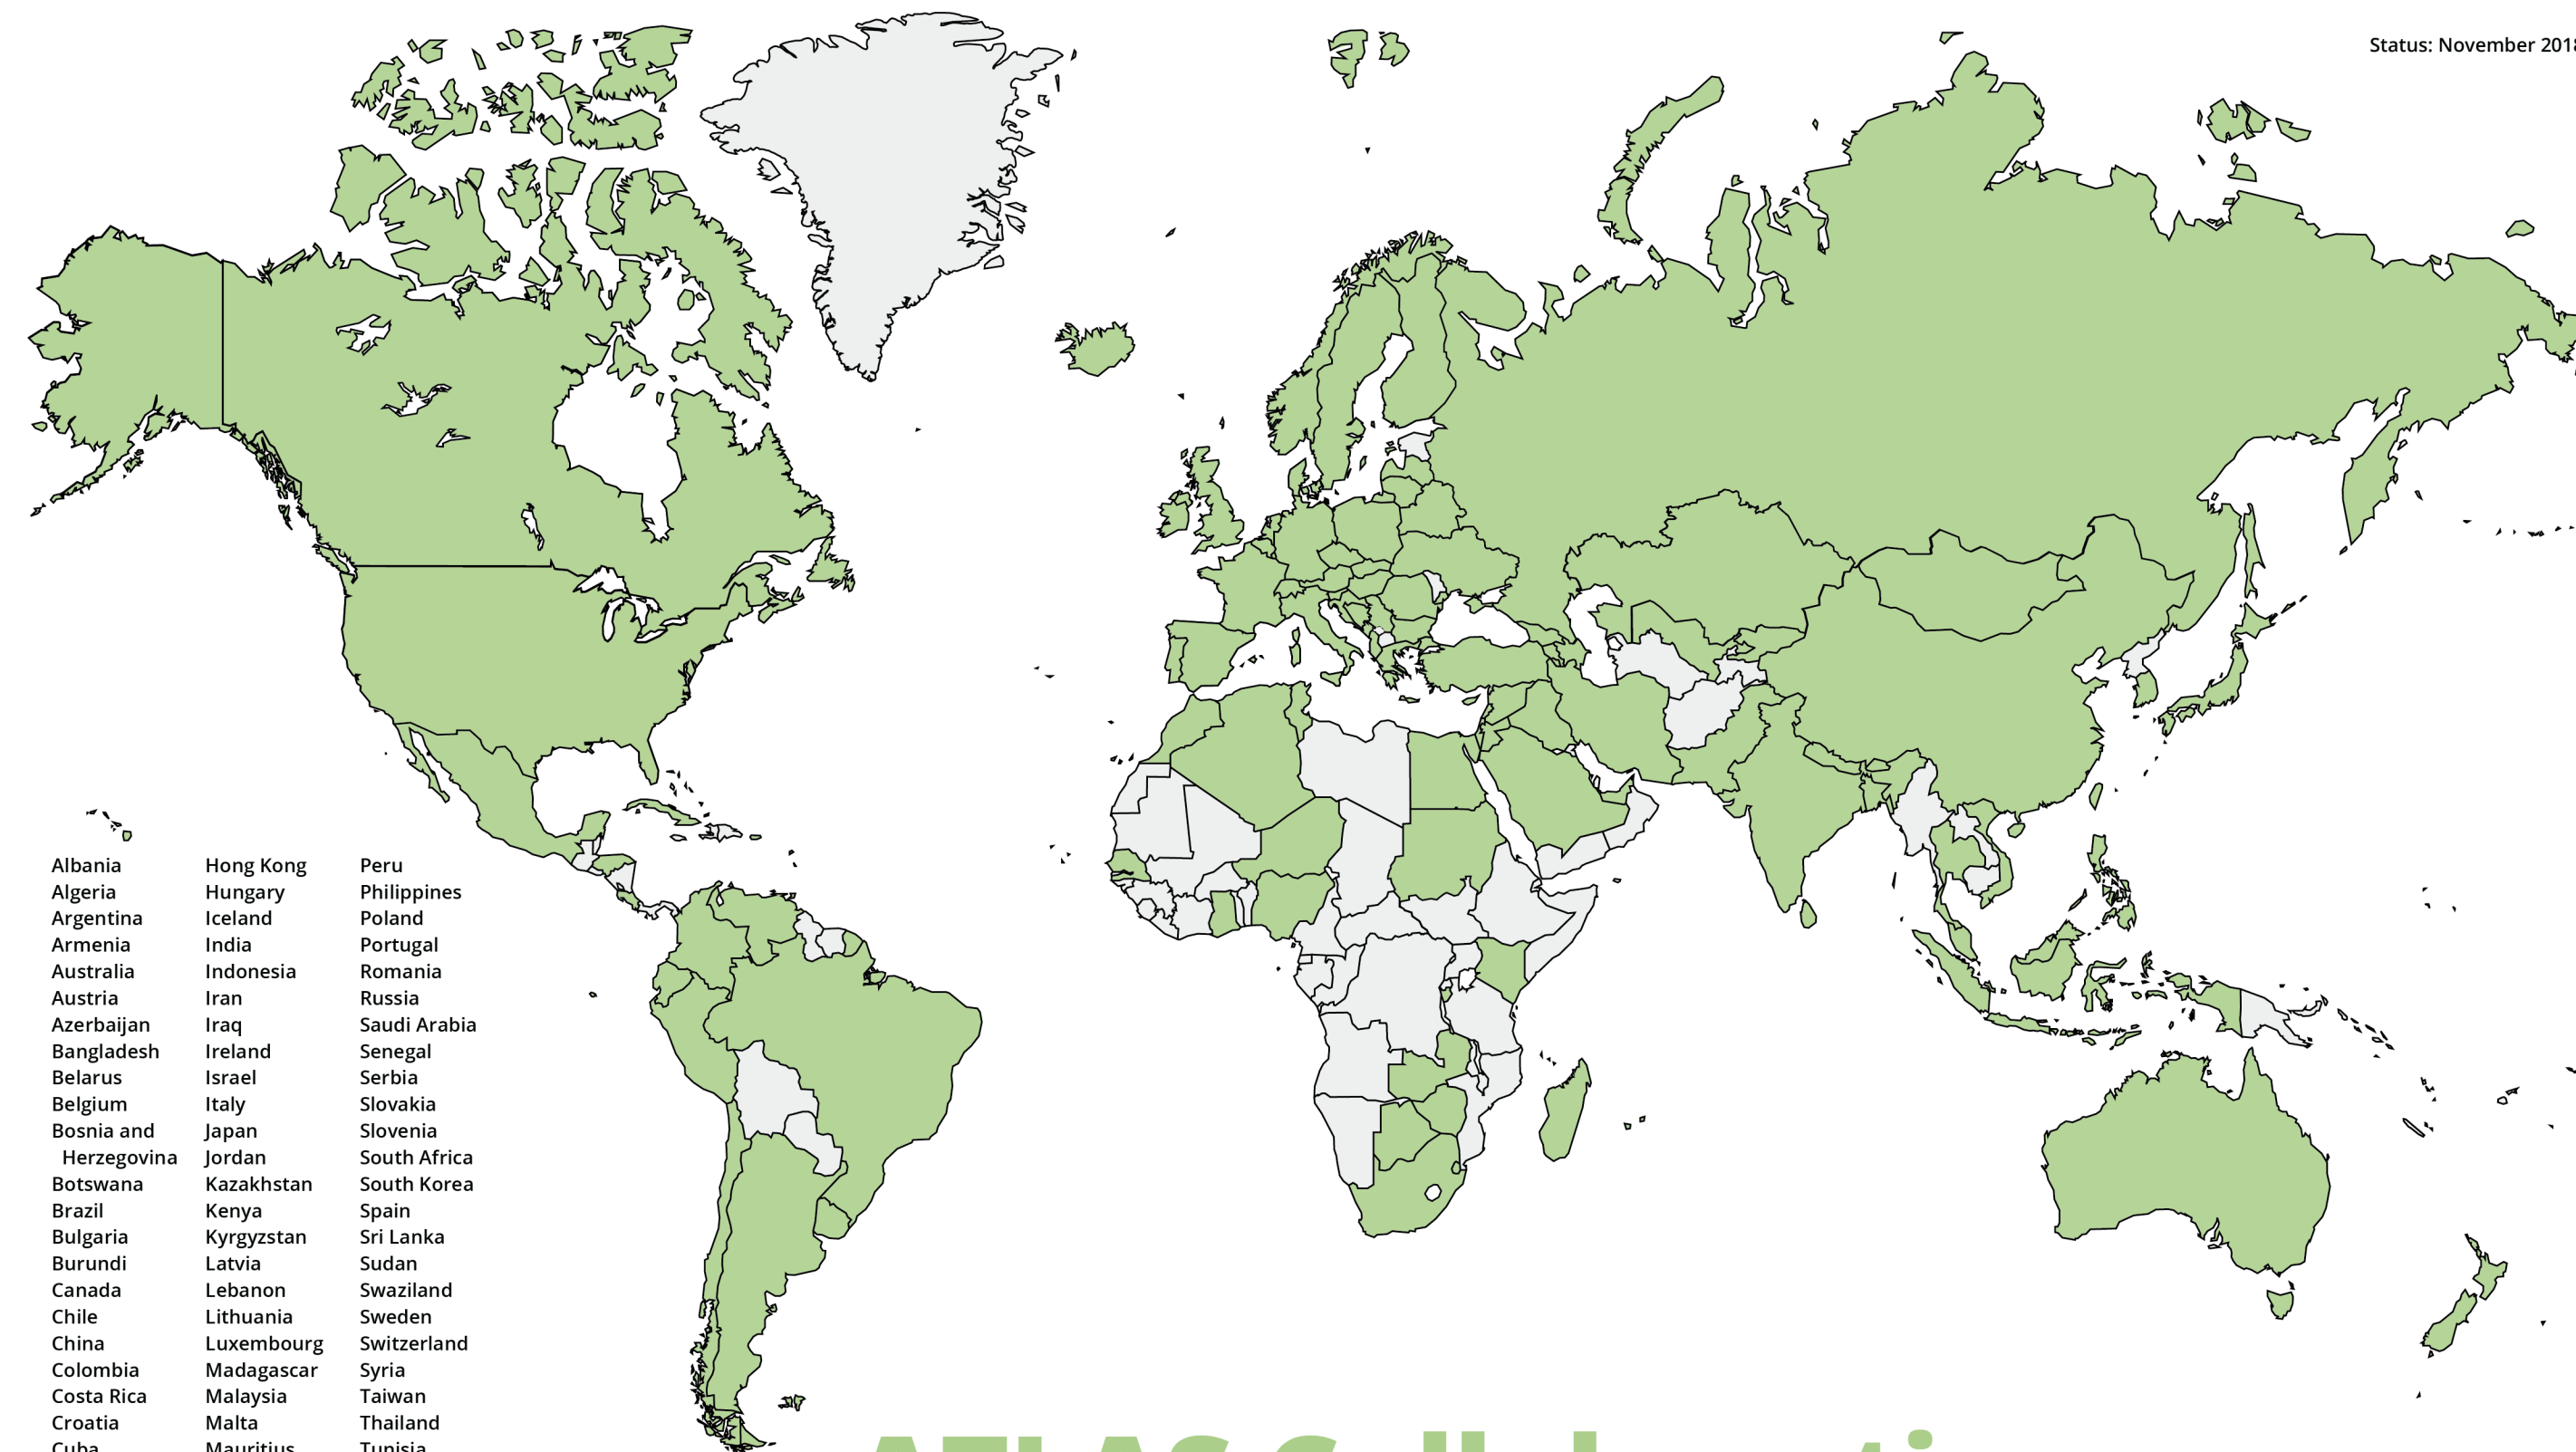 Status: November 2018
Albania
Algeria
Argentina
Armenia
Australia
Austria
Azerbaijan
Bangladesh
Belarus
Belgium
Bosnia and
Herzegovina
Botswana
Brazil
Bulgaria
Burundi
Canada
Chile
China
Colombia
Costa Rica
Croatia
Cuba
Hong Kong
Hungary
Iceland
India
Indonesia
Iran
Iraq
Ireland
Israel
Italy
Japan
Jordan
Kazakhstan
Kenya
Kyrgyzstan
Latvia
Lebanon
Lithuania
Luxembourg
Madagascar
Malaysia
Malta
Mauritius
Peru
Philippines
Poland
Portugal
Romania
Russia
Saudi Arabia
Senegal
Serbia
Slovakia
Slovenia
South Africa
South Korea
Spain
Sri Lanka
Sudan
Swaziland
Sweden
Switzerland
Syria
Taiwan
Thailand
Tunisia